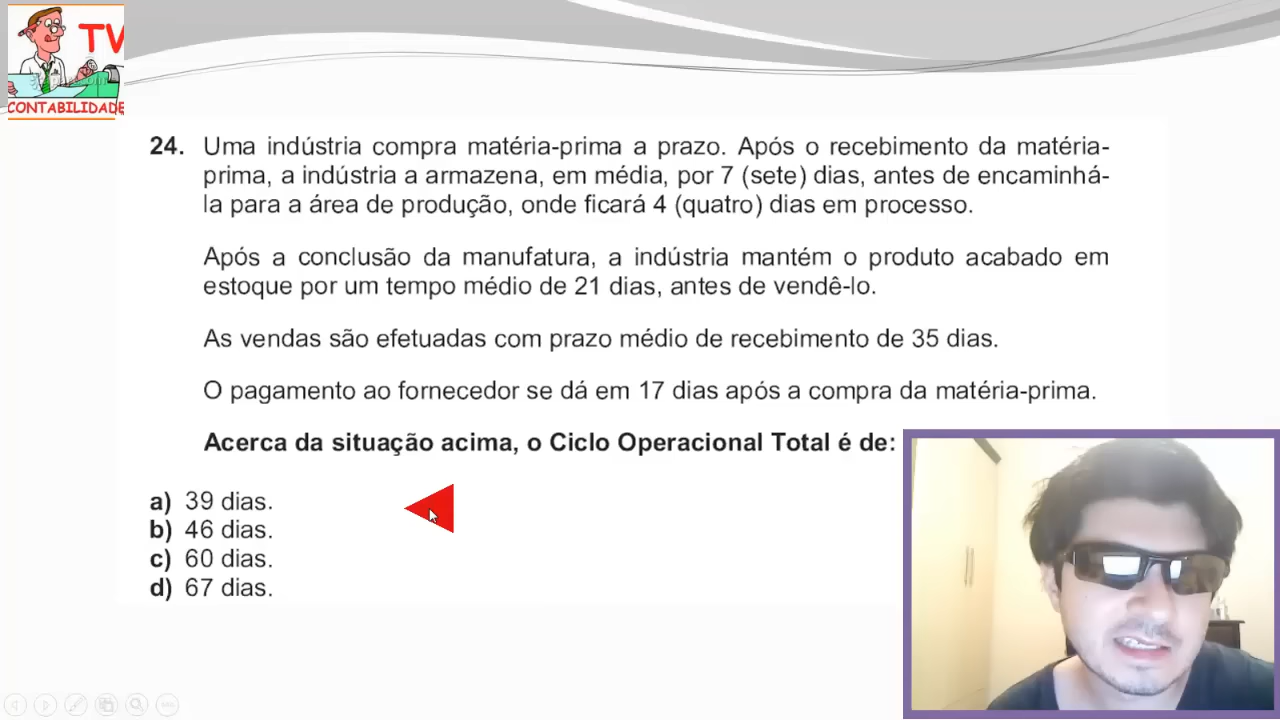 TV
CONTABILIDADE
24. Uma indústria compra matéria-prima a prazo. Após o recebimento da matéria-
prima, a indústria a armazena, em média, por 7 (sete) dias, antes de encaminhá-
la para a área de produção, onde ficará 4 (quatro) dias em processo.
Após a conclusão da manufatura, a indústria mantém o produto acabado em
estoque por um tempo médio de 21 dias, antes de vendê-lo.
As vendas são efetuadas com prazo médio de recebimento de 35 dias.
O pagamento ao fornecedor se dá em 17 dias após a compra da matéria-prima.
Acerca da situação acima, o Ciclo Operacional Total é de:
a) 39 dias.
b) 46 dias.
c) 60 dias.
d) 67 dias.